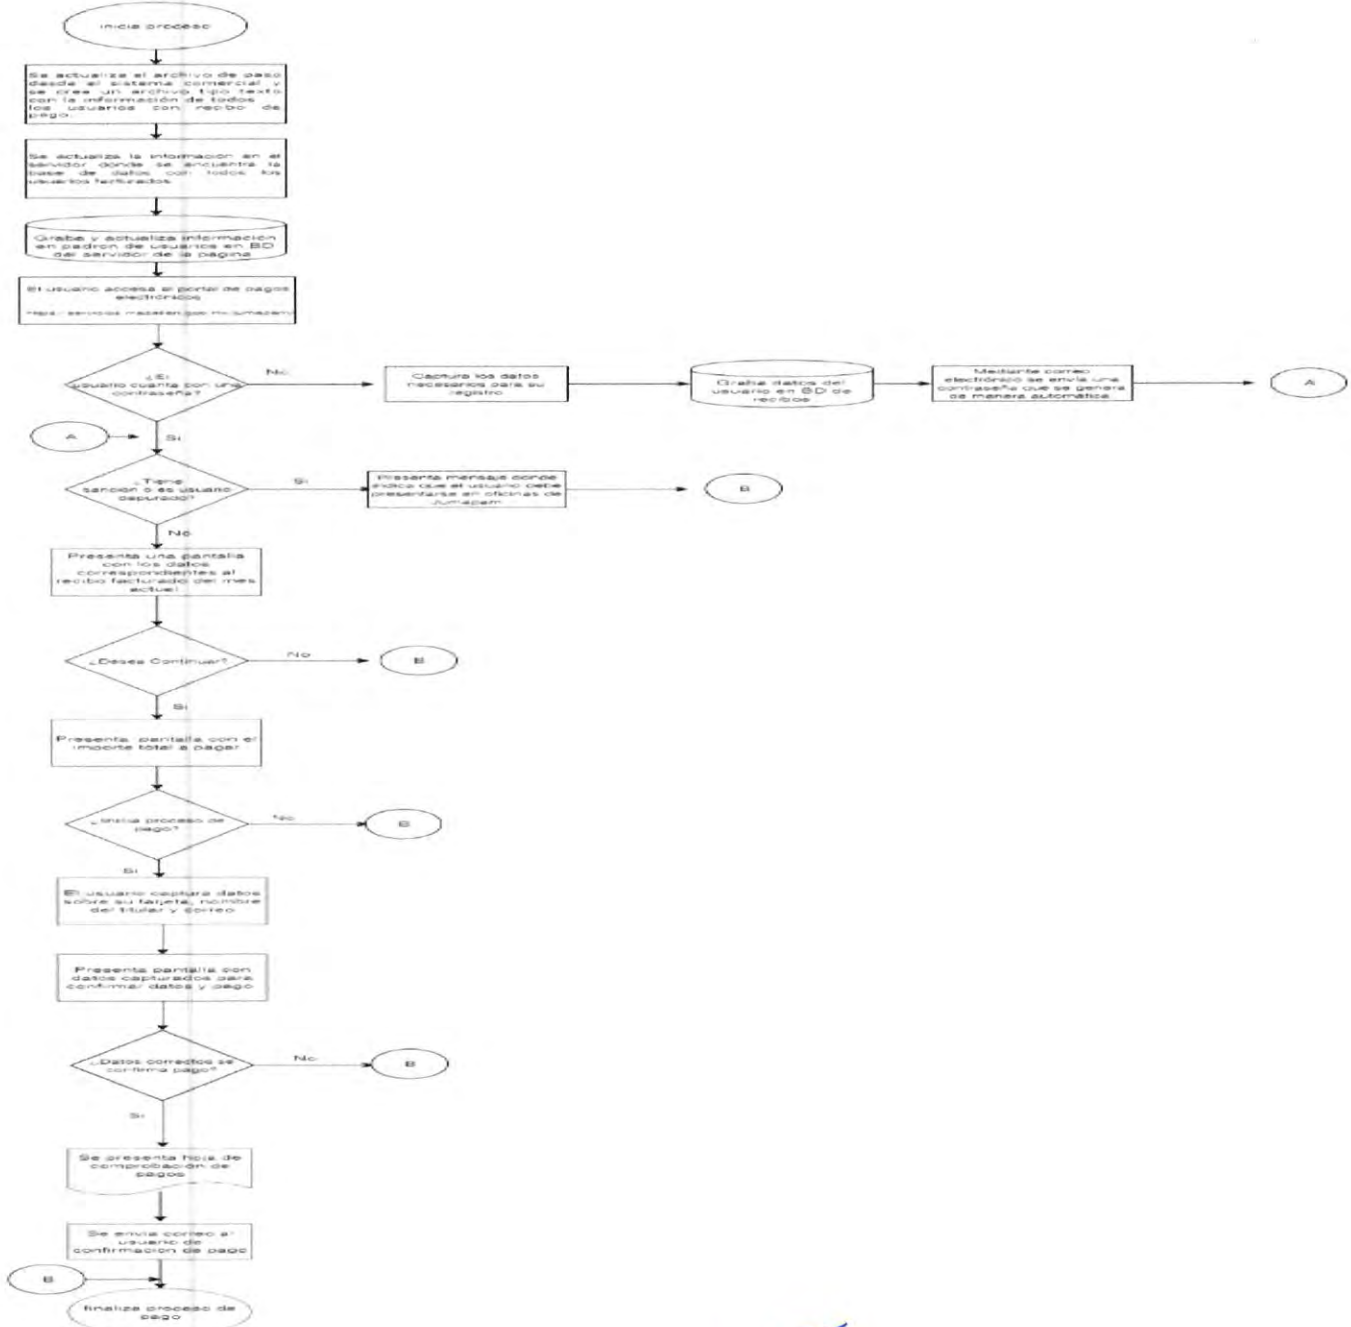 Inicia proceso
Se actualiza el archivo de paso
desde el sistema comercial y
se crea un archivo tipo texto
con la información de todos
los usuarios con recibo de
pago.
Se actualiza la información en el
servidor donde se encuentra la
base de datos con todos los
usuarios facturados
Graba y actualiza información
en padron de usuarios en BD
del servidor de la pagina
El usuario accesa al portal de pagos
electrónicos
¿El
usuario cuenta con una
contraseña?
No
Captura los datos
necesarios para su
registro
Graba datos del
usuario en BD de
recibos
Mediante correo
electrónico se envía una
contraseña que se genera
de manera automática
A
A
Si
¿Tiene
sanción o es usuario
depurado?
Si
Presenta mensaje donde
indica que el usuario debe
presentarse en oficinas de
Jumapam
B
No
Presenta una pantalla
con los datos
correspondientes al
recibo facturado del mes
actual
¿Desea Continuar?
No
B
Si
Presenta pantalla con el
importe total a pagar
¿Inicia proceso de
pago?
No
B
Si
El usuario captura datos
sobre su tarjeta, nombre
del titular y correo
Presenta pantalla con
datos capturados para
confirmar datos y pago
¿Datos correctos se
confirma pago?
No
B
Si
Se presenta hoja de
comprobación de
pagos
Se envia correo al
usuario de
confirmación de pago
B
finaliza proceso de
pago